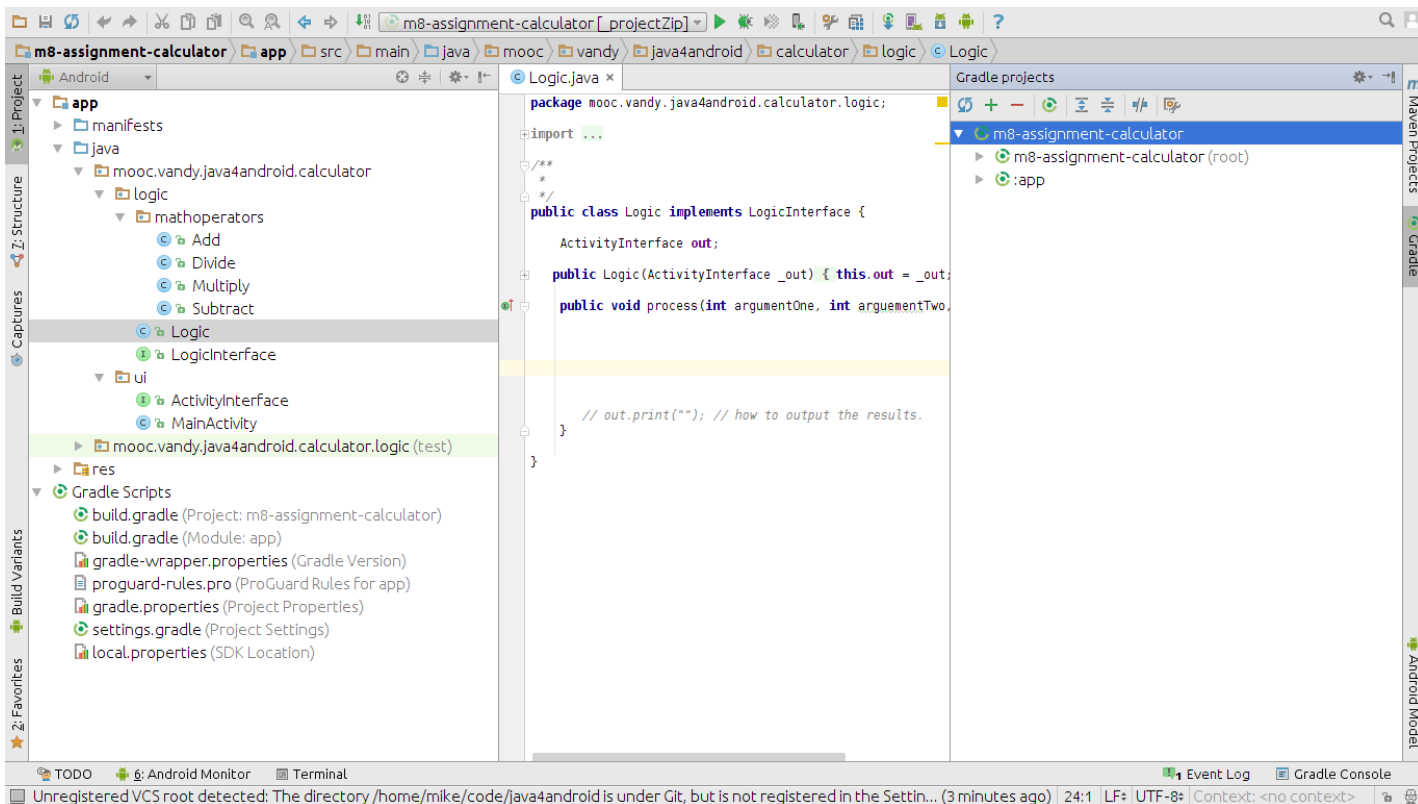 m8-assignment-calculator [_projectZip]
m8-assignment-calculator app src main java mooc vandy java4android calculator logic Logic
1: Project
Z: Structure
Captures
Build Variants
2: Favorites
Android
app
manifests
java
mooc.vandy.java4android.calculator
logic
mathoperators
Add
Divide
Multiply
Subtract
Logic
LogicInterface
ui
ActivityInterface
MainActivity
mooc.vandy.java4android.calculator.logic (test)
res
Gradle Scripts
build.gradle (Project: m8-assignment-calculator)
build.gradle (Module: app)
gradle-wrapper.properties (Gradle Version)
proguard-rules.pro (ProGuard Rules for app)
gradle.properties (Project Properties)
settings.gradle (Project Settings)
local.properties (SDK Location)
Logic.java ×
package mooc.vandy.java4android.calculator.logic;
import ...
/**
*
*/
public class Logic implements LogicInterface {
ActivityInterface out;
public Logic(ActivityInterface _out) { this.out = _out;
public void process(int argumentOne, int arguementTwo,
// out.print(""); // how to output the results.
}
}
Gradle projects
m8-assignment-calculator
m8-assignment-calculator (root)
:app
Maven Projects
Gradle
Android Model
TODO 6: Android Monitor Terminal 1 Event Log Gradle Console
Unregistered VCS root detected: The directory /home/mike/code/java4android is under Git, but is not registered in the Settin... (3 minutes ago) 24:1 LF UTF-8 Context: <no context>